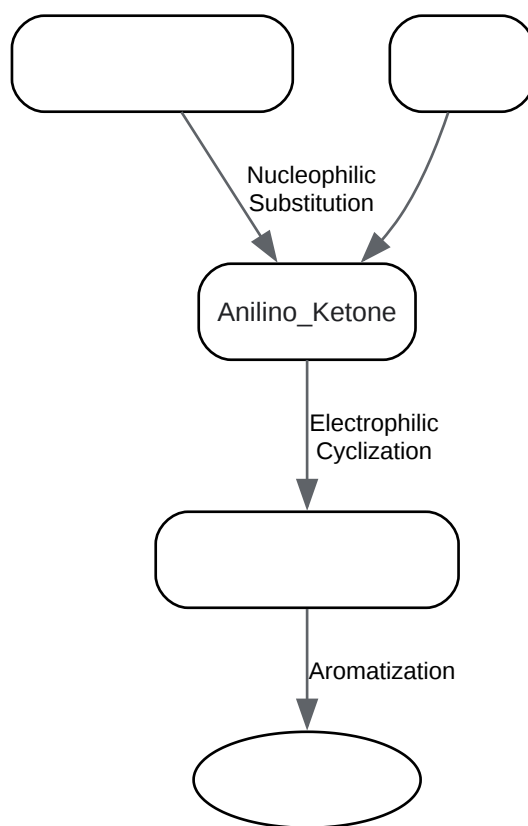 Nucleophilic
Substitution
Anilino_Ketone
Electrophilic
Cyclization
Aromatization